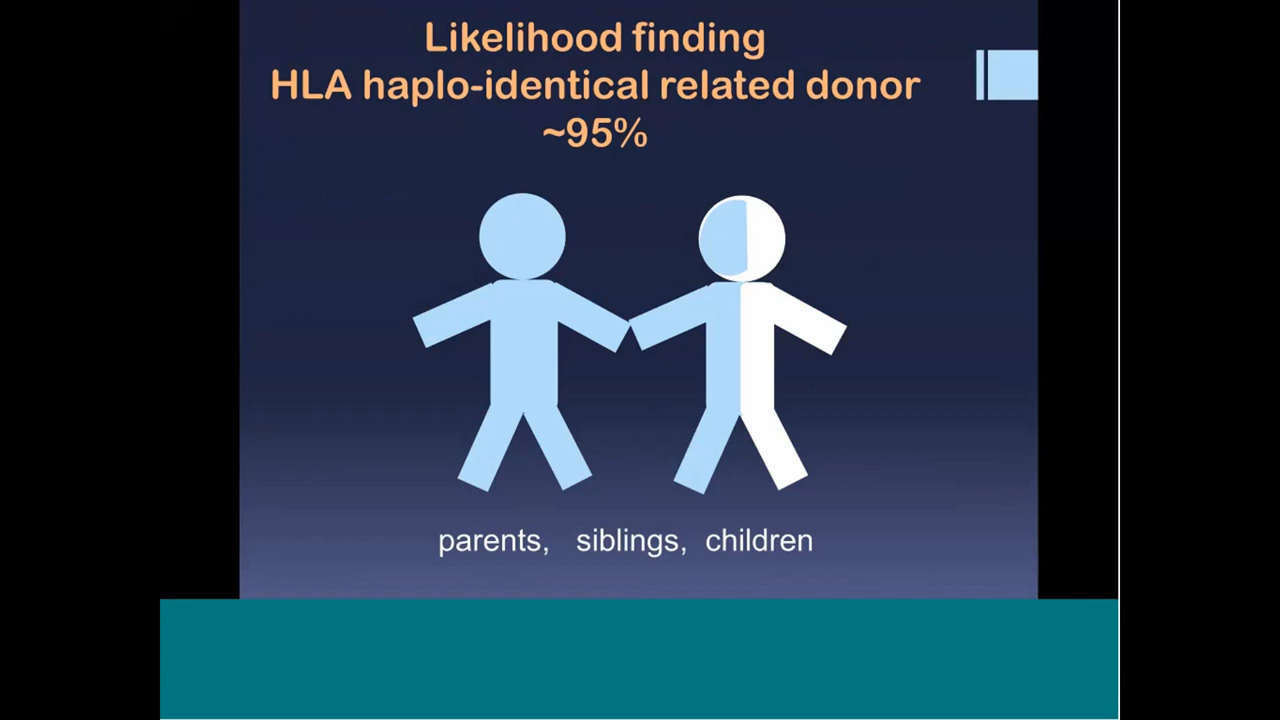 Likelihood finding
HLA haplo-identical related donor
~95%
parents, siblings, children